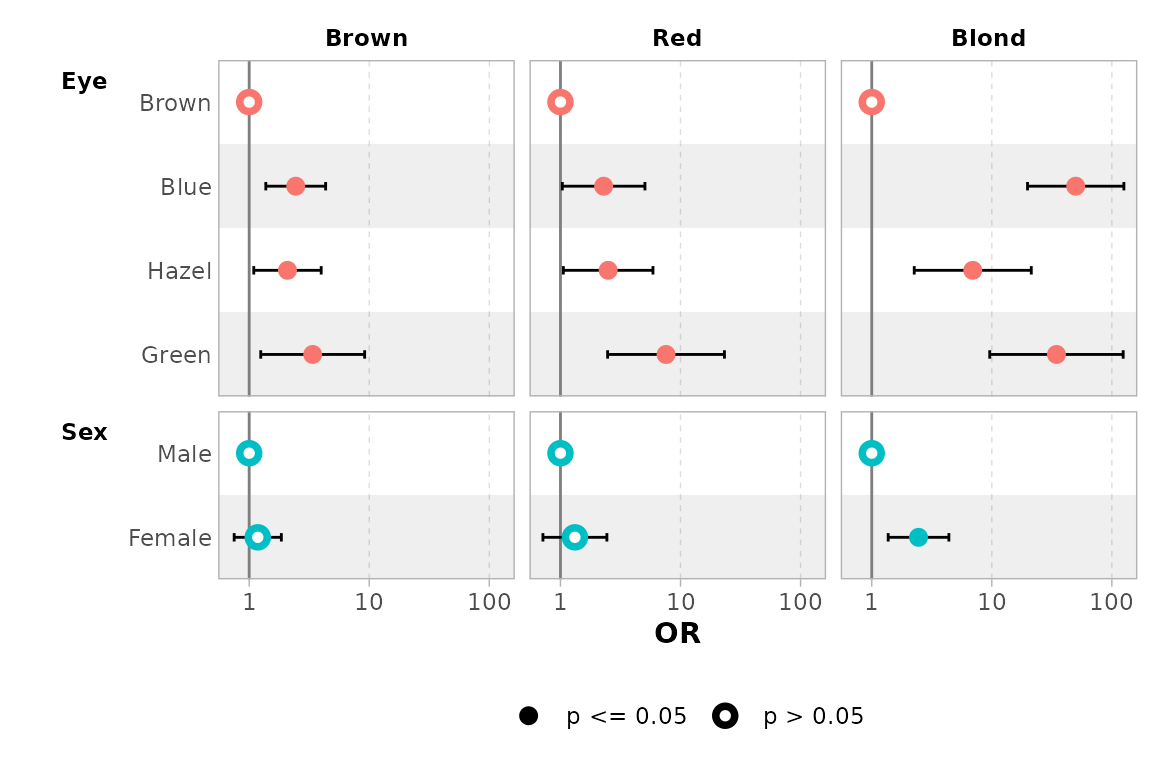 Brown Red Blond
Eye
Brown
Blue
Hazel
Green
Sex
Male
Female
1 10 100 1 10 100 1 10 100
OR
p <= 0.05 p > 0.05